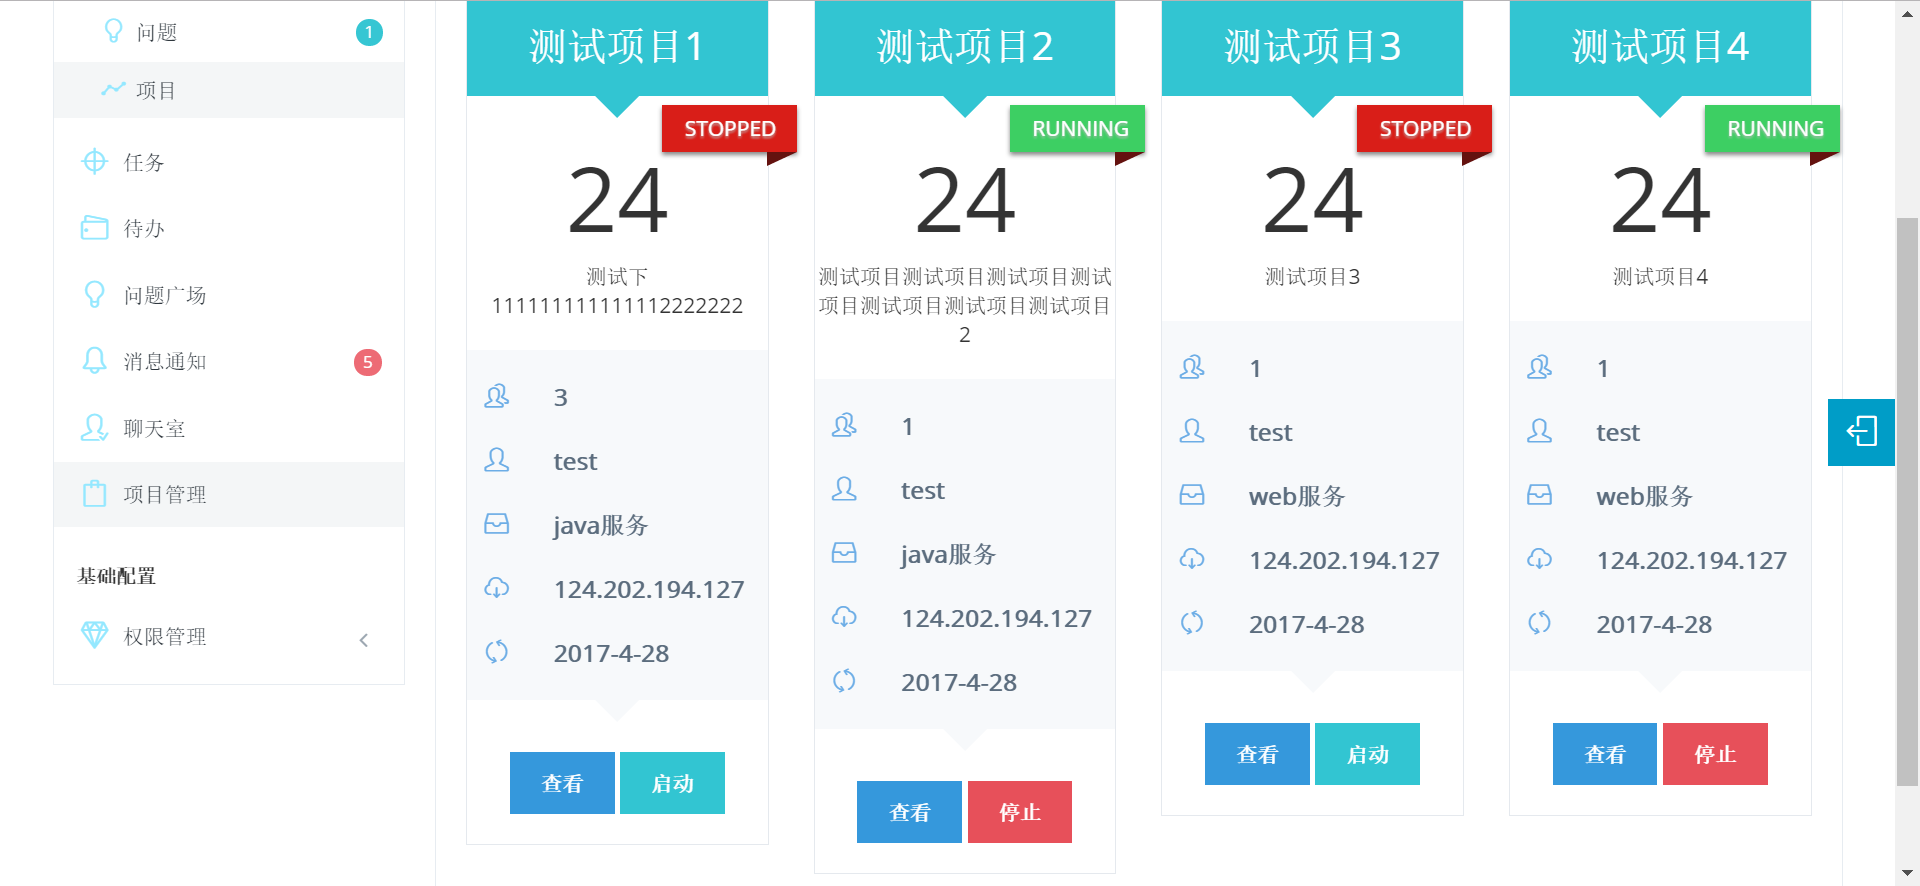 问题
1
项目
任务
待办
问题广场
消息通知
5
聊天室
项目管理
基础配置
权限管理
测试项目1
STOPPED
24
测试下
111111111111112222222
3
test
java服务
124.202.194.127
2017-4-28
查看
启动
测试项目2
RUNNING
24
测试项目测试项目测试项目测试
项目测试项目测试项目测试项目
2
1
test
java服务
124.202.194.127
2017-4-28
查看
停止
测试项目3
STOPPED
24
测试项目3
1
test
web服务
124.202.194.127
2017-4-28
查看
启动
测试项目4
RUNNING
24
测试项目4
1
test
web服务
124.202.194.127
2017-4-28
查看
停止